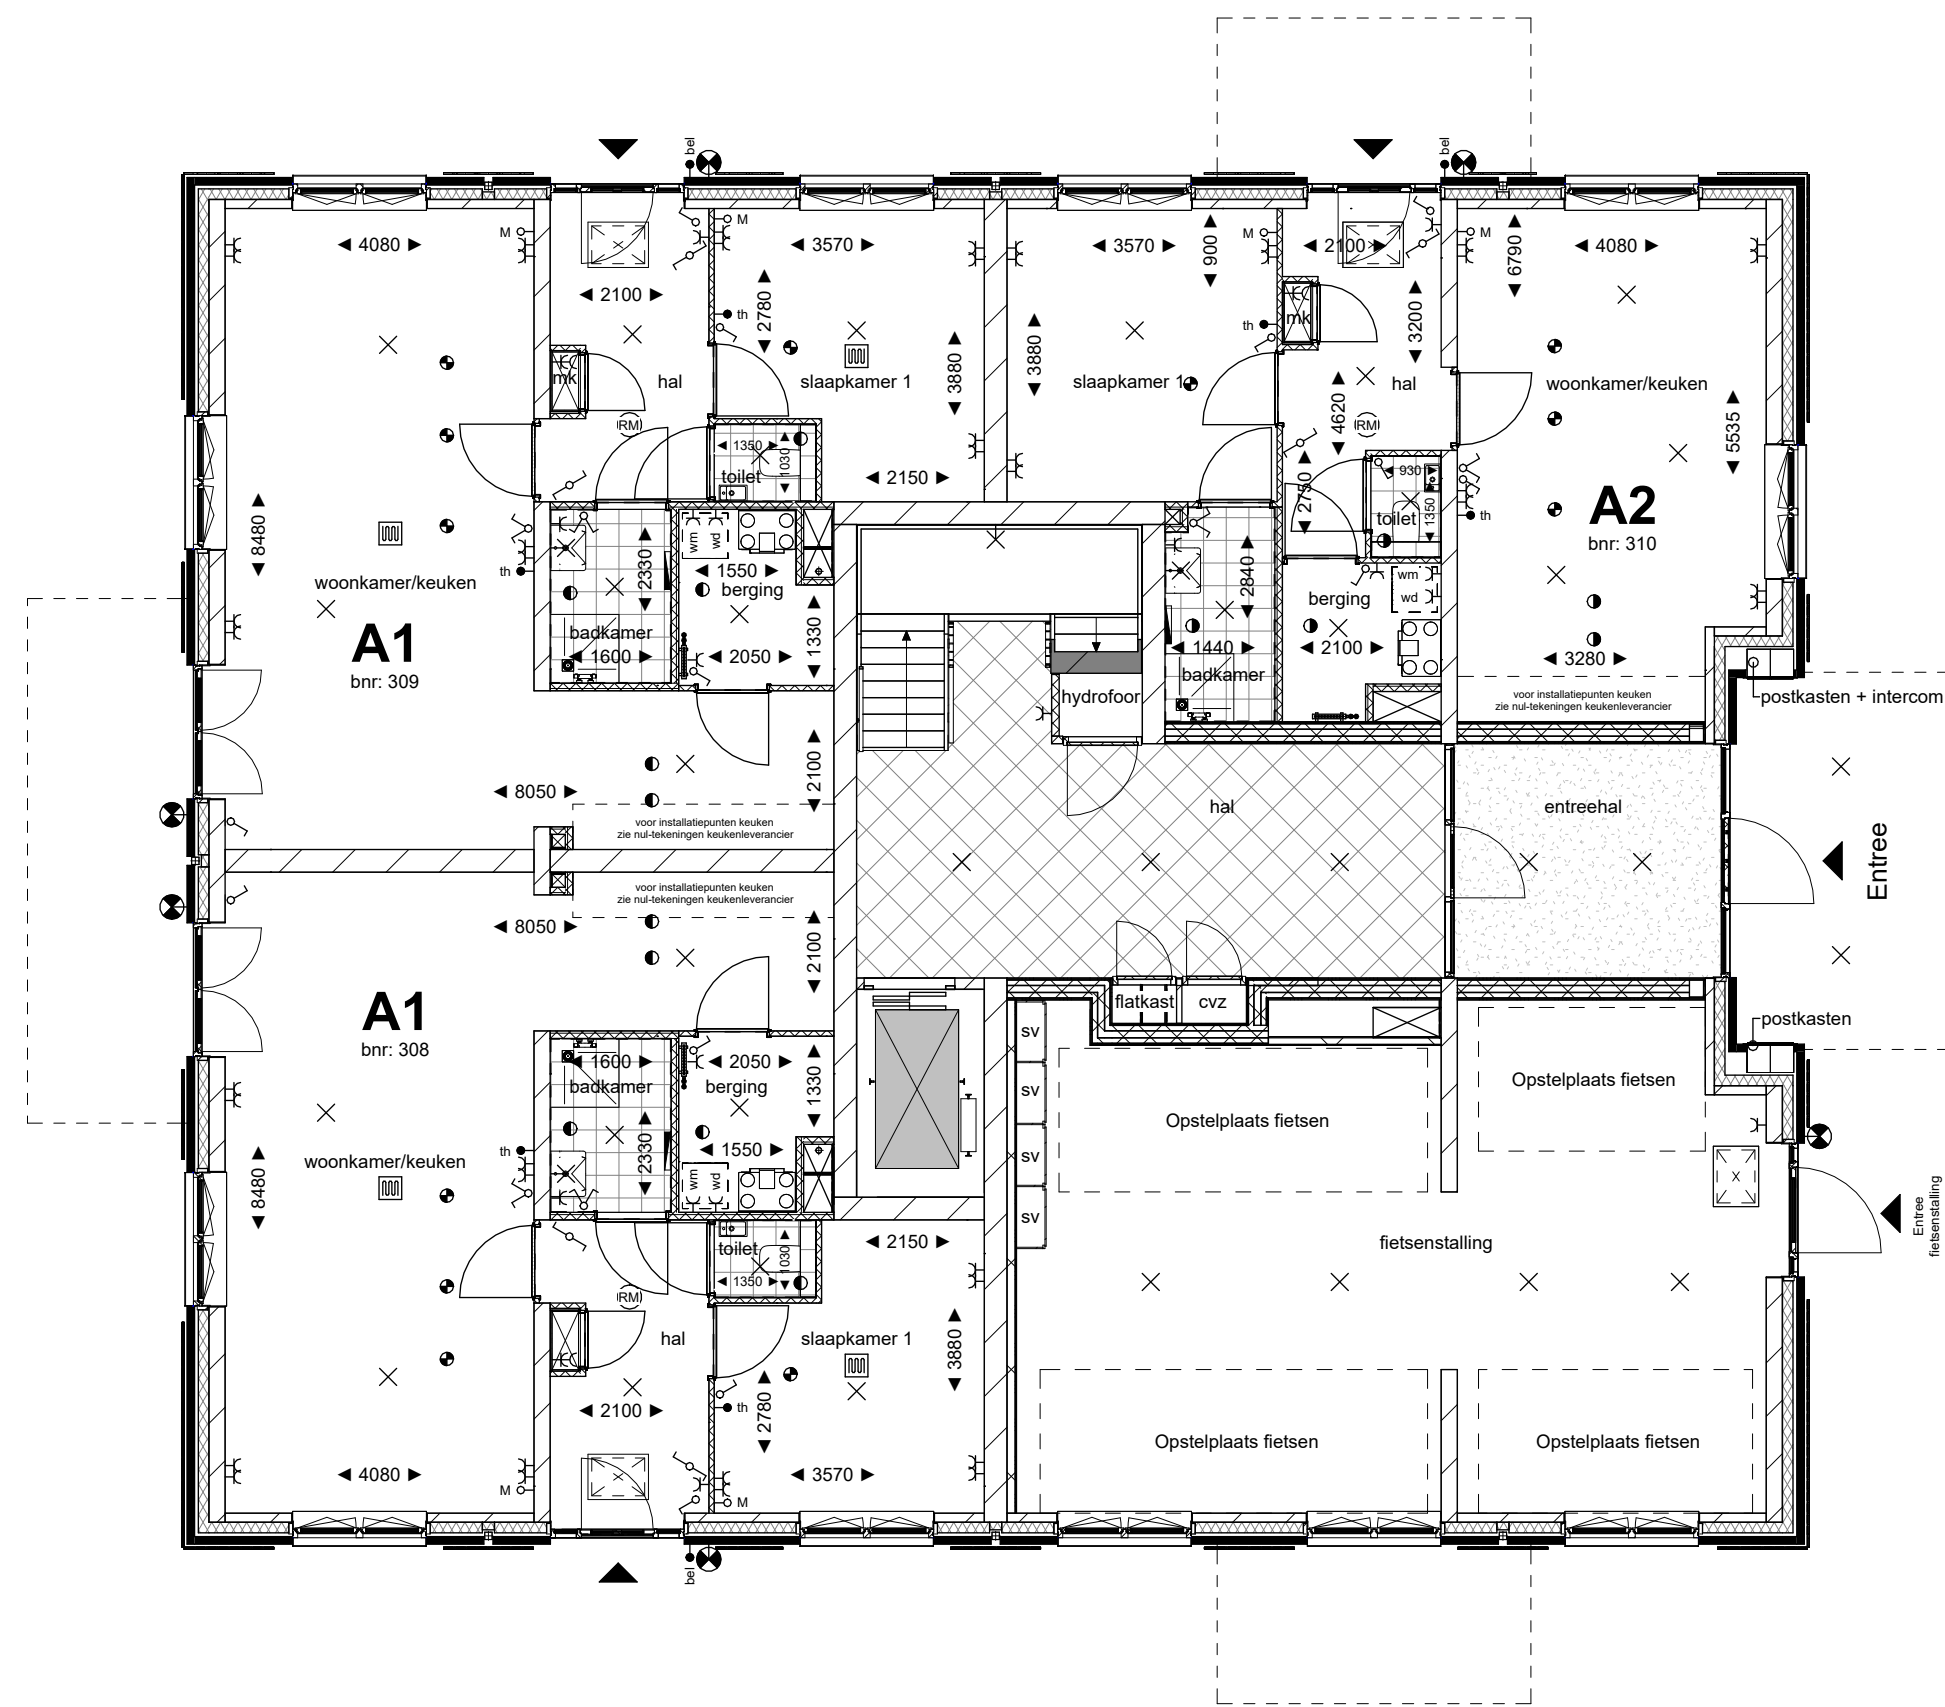 bel
bel
M
4080
3570
3570
900
M
2100
M
6790
4080
2100
2780
th
3880
3880
th
mk
3200
mk
hal
slaapkamer 1
slaapkamer 1
hal
woonkamer/keuken
RM
4620
RM
5535
1350
1030
toilet
2150
8480
2750
930
1350
toilet
th
A2
bnr: 310
wm
wd
2330
1550
berging
th
woonkamer/keuken
2840
berging
wm
wd
A1
bnr: 309
badkamer
1600
2050
1330
1440
2100
badkamer
3280
hydrofoor
voor installatiepunten keuken
zie nul-tekeningen keukenleverancier
postkasten + intercom
8050
2100
hal
entreehal
voor installatiepunten keuken
zie nul-tekeningen keukenleverancier
Entree
voor installatiepunten keuken
zie nul-tekeningen keukenleverancier
8050
2100
A1
bnr: 308
flatkast
cvz
postkasten
sv
sv
sv
sv
1600
badkamer
2050
berging
1330
2330
1550
wm
wd
th
woonkamer/keuken
8480
Opstelplaats fietsen
Opstelplaats fietsen
Entree
fietsenstalling
toilet
1030
1350
2150
fietsenstalling
RM
hal
slaapkamer 1
3880
th
2100
2780
4080
3570
M
M
Opstelplaats fietsen
Opstelplaats fietsen
bel